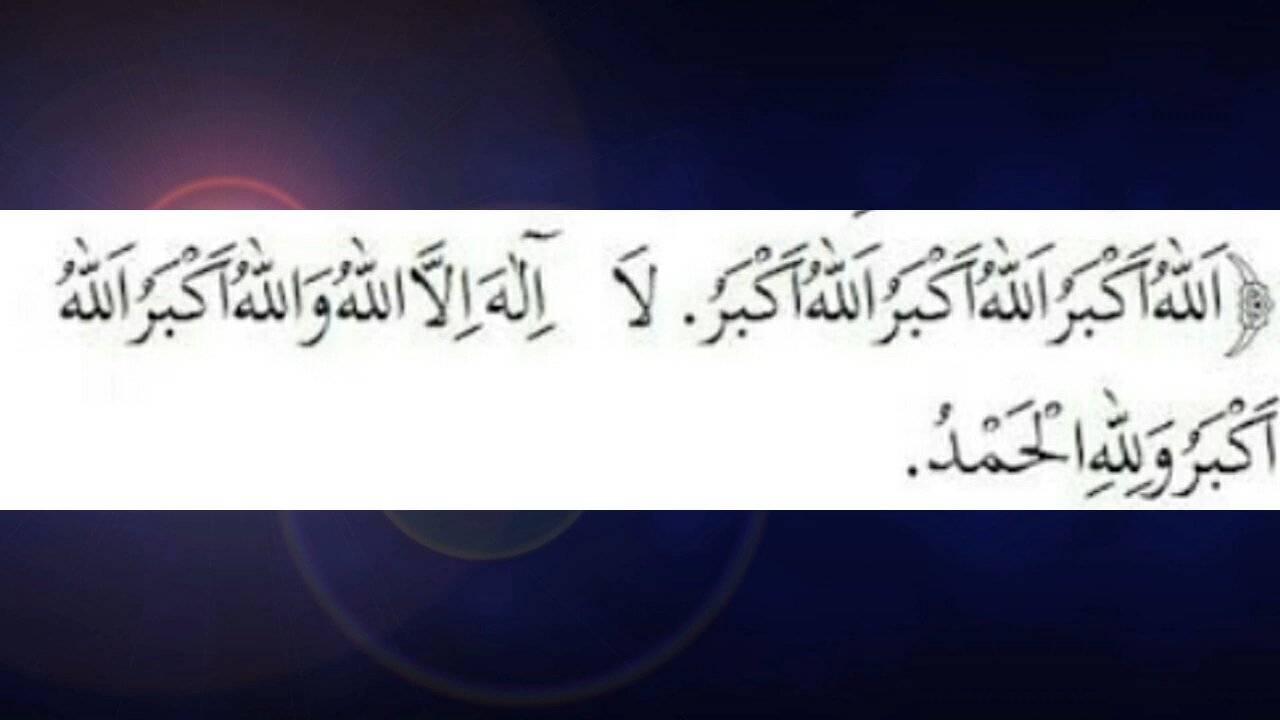 ﴿اَللّٰهُ اَكْبَرُ اَللّٰهُ اَكْبَرُ اَللّٰهُ اَكْبَرُ. لَا اِلٰهَ اِلَّا اللّٰهُ وَاللّٰهُ اَكْبَرُ اَللّٰهُ
اَكْبَرُ وَلِلّٰهِ الْحَمْدُ.